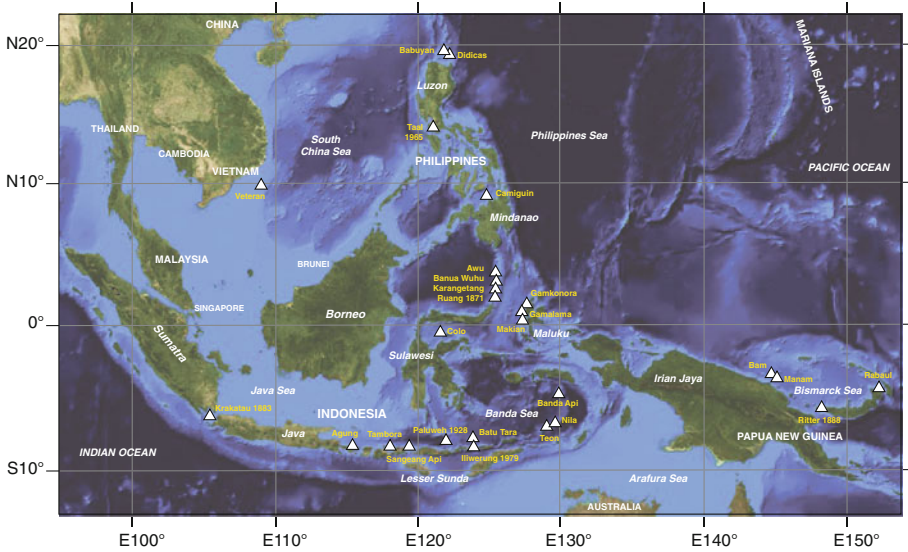 CHINA
N20°
Babuyan
Didicas
Luzon
MARIANA ISLANDS
Taal
1965
THAILAND
South
China Sea
Philippines Sea
CAMBODIA
PHILIPPINES
PACIFIC OCEAN
VIETNAM
N10°
Veteran
Camiguin
Mindanao
MALAYSIA
BRUNEI
Awu
Banua Wuhu
Karangetang
Ruang 1871
Gamkonora
SINGAPORE
Borneo
Gamalama
0°
Makian
Maluku
Colo
Sumatra
Sulawesi
Irian Jaya
Bam
Manam
Rabaul
Java Sea
Bismarck Sea
Krakatau 1883
INDONESIA
Banda Api
Banda Sea
Nila
Ritter 1888
Java
Agung
Tambora
Paluweh 1928
Batu Tara
Teon
PAPUA NEW GUINEA
INDIAN OCEAN
Sangeang Api
Iliwerung 1979
S10°
Lesser Sunda
Arafura Sea
AUSTRALIA
E100°
E110°
E120°
E130°
E140°
E150°